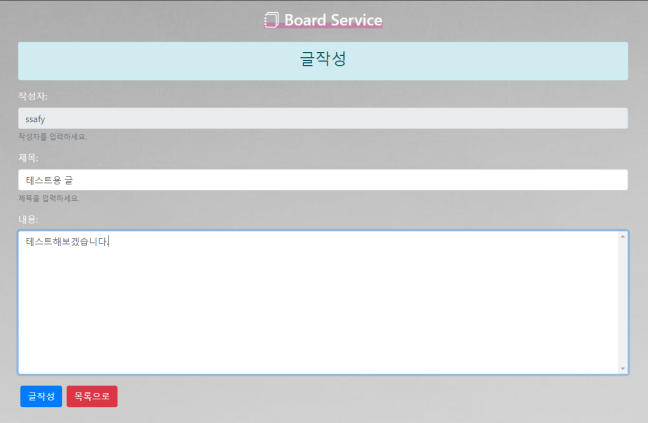 Board Service
글작성
작성자:
ssafy
작성자를 입력하세요.
제목:
테스트용 글
제목을 입력하세요.
내용:
테스트해보겠습니다.
글작성 목록으로